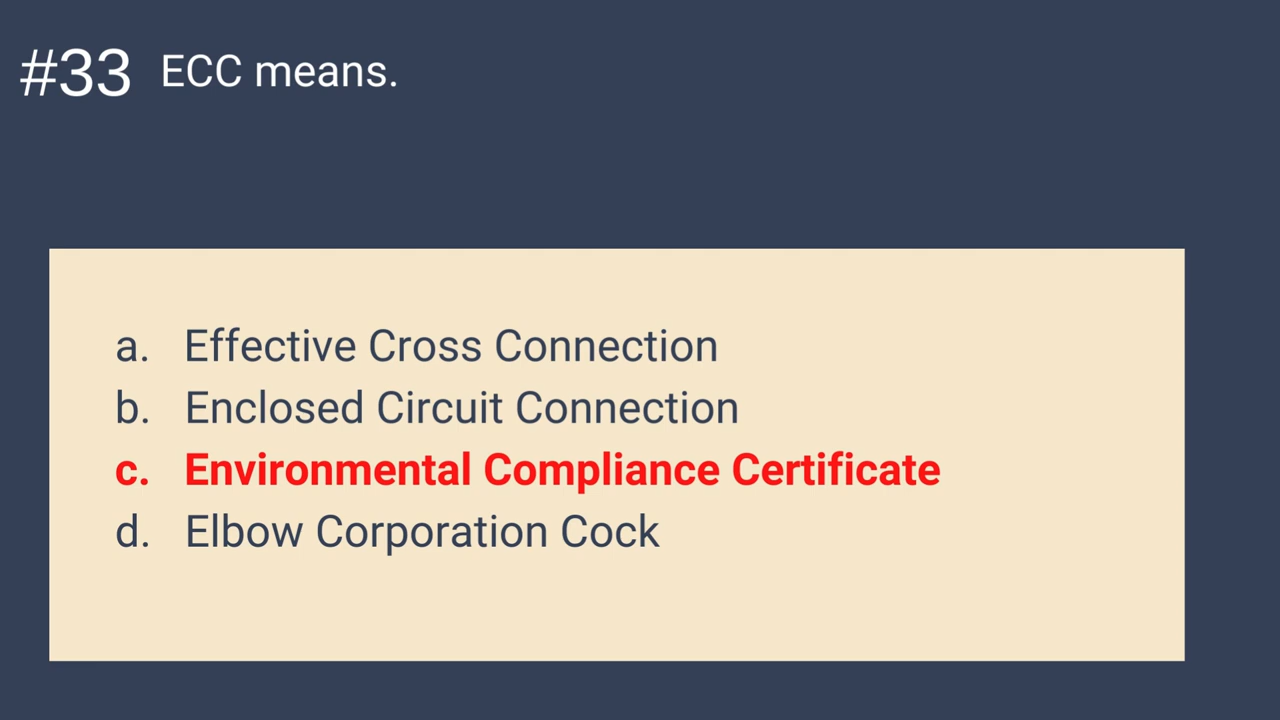 #33 ECC means.
a. Effective Cross Connection
b. Enclosed Circuit Connection
c. Environmental Compliance Certificate
d. Elbow Corporation Cock